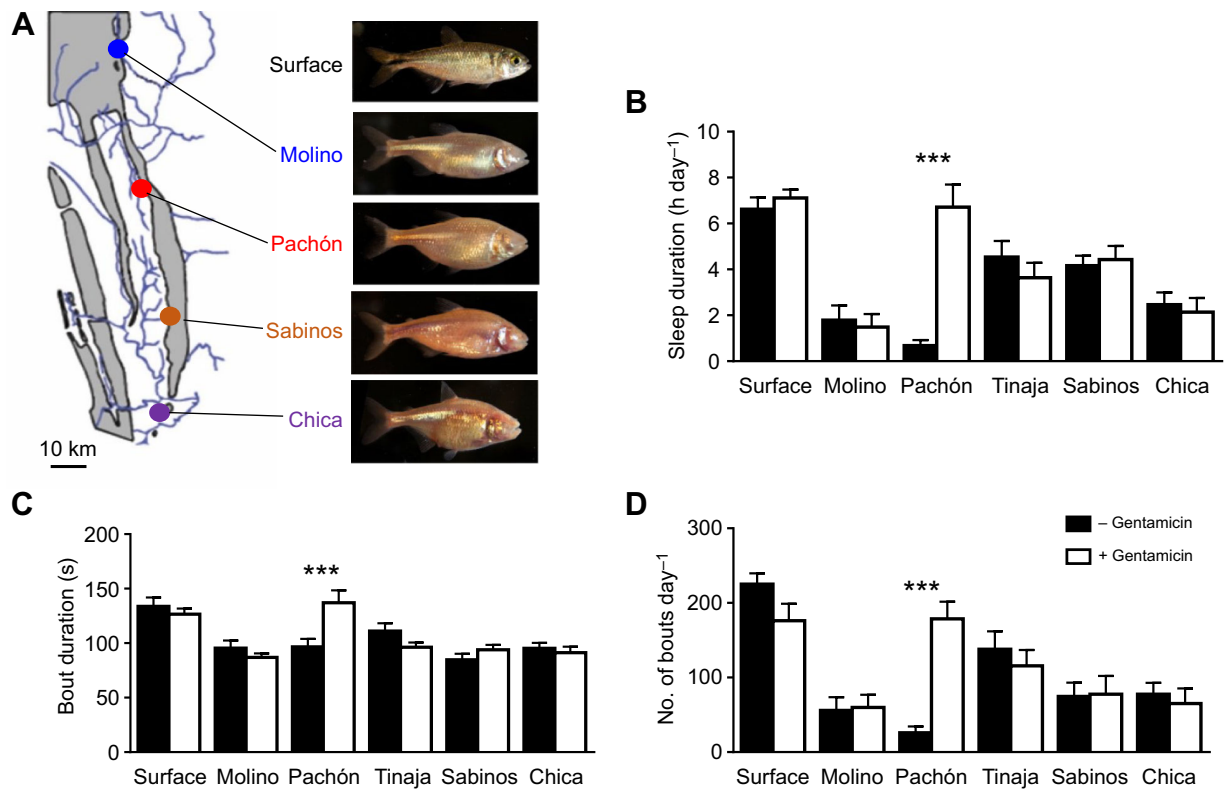 A
Surface
Molino
Pachón
Sabinos
Chica
10 km
B
Sleep duration (h day–1)
10
8
6
4
2
0
***
Surface Molino Pachón Tinaja Sabinos Chica
C
Bout duration (s)
200
150
100
50
0
***
Surface Molino Pachón Tinaja Sabinos Chica
D
No. of bouts day–1
300
200
100
0
***
– Gentamicin
+ Gentamicin
Surface Molino Pachón Tinaja Sabinos Chica